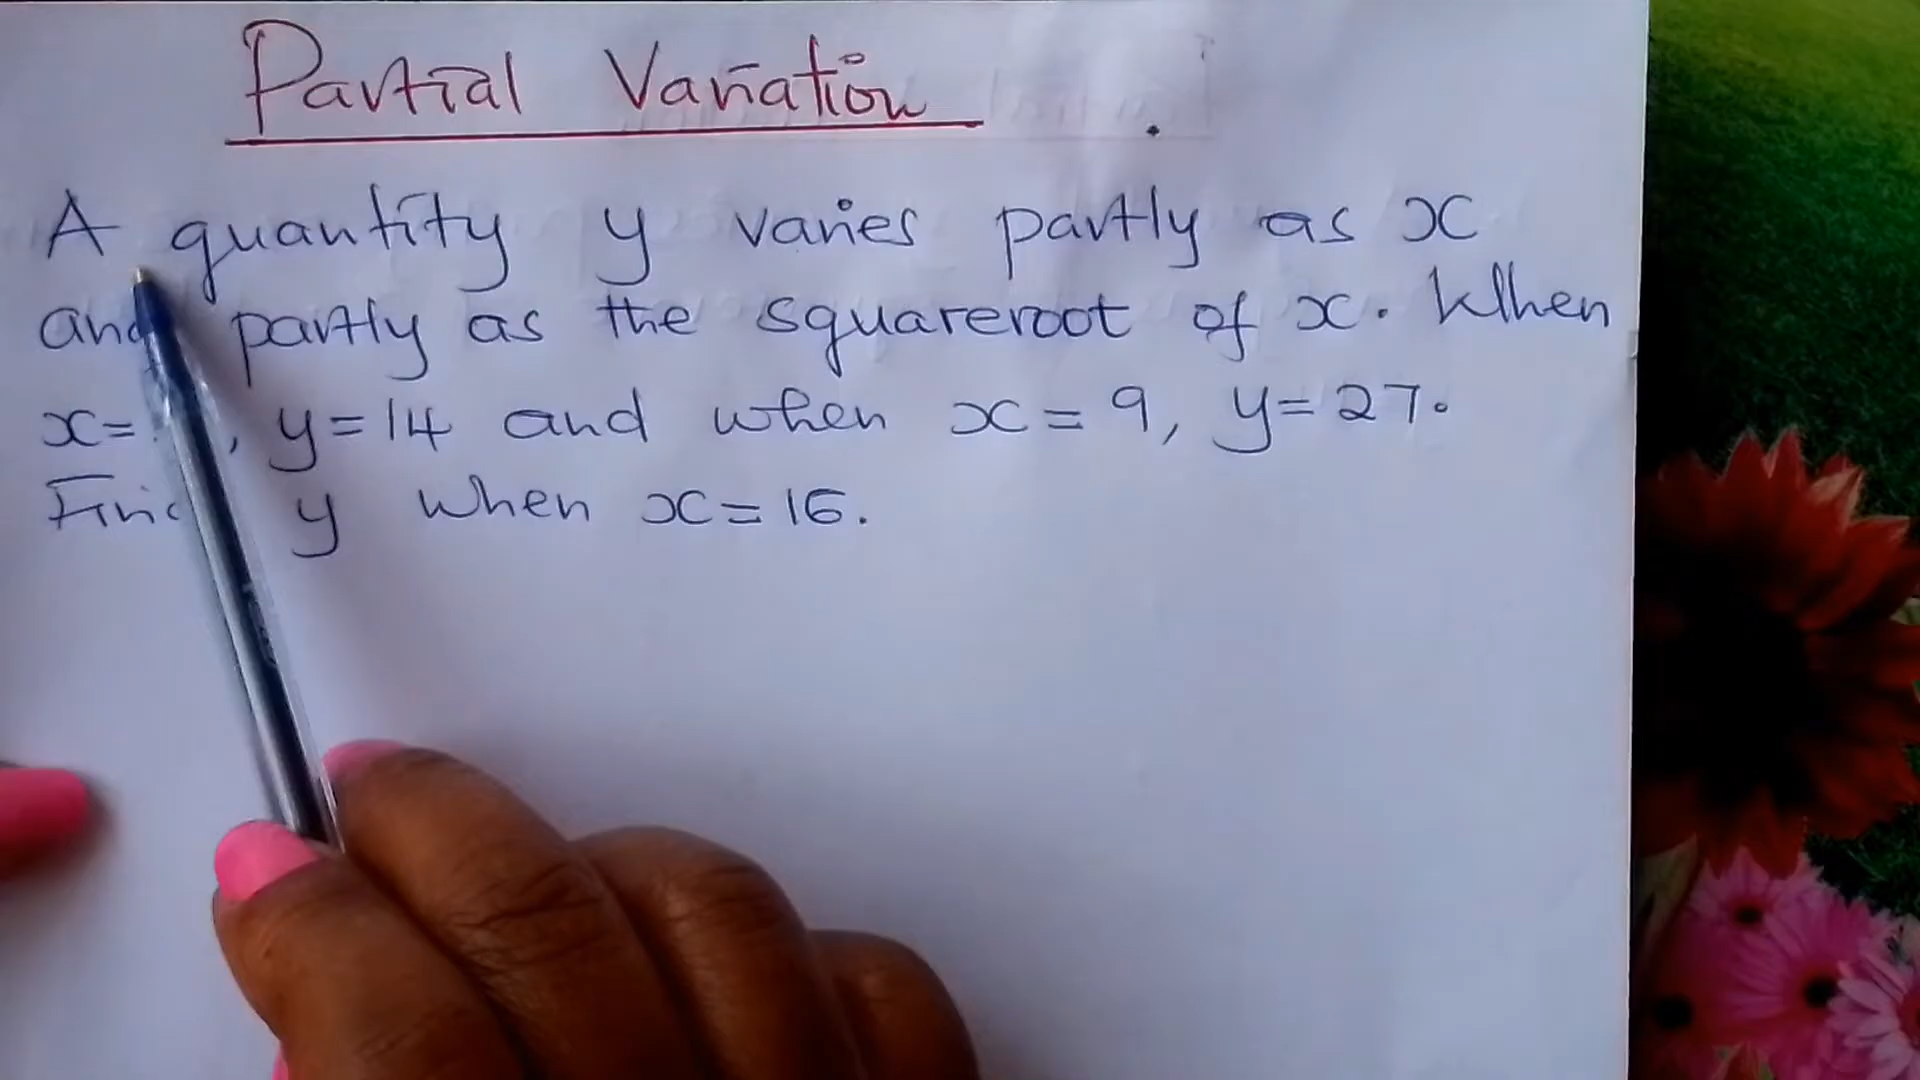 Partial Variation
A quantity y varies partly as x
and partly as the squareroot of x. When
x= , y=14 and when x=9, y=27.
Find y when x=16.